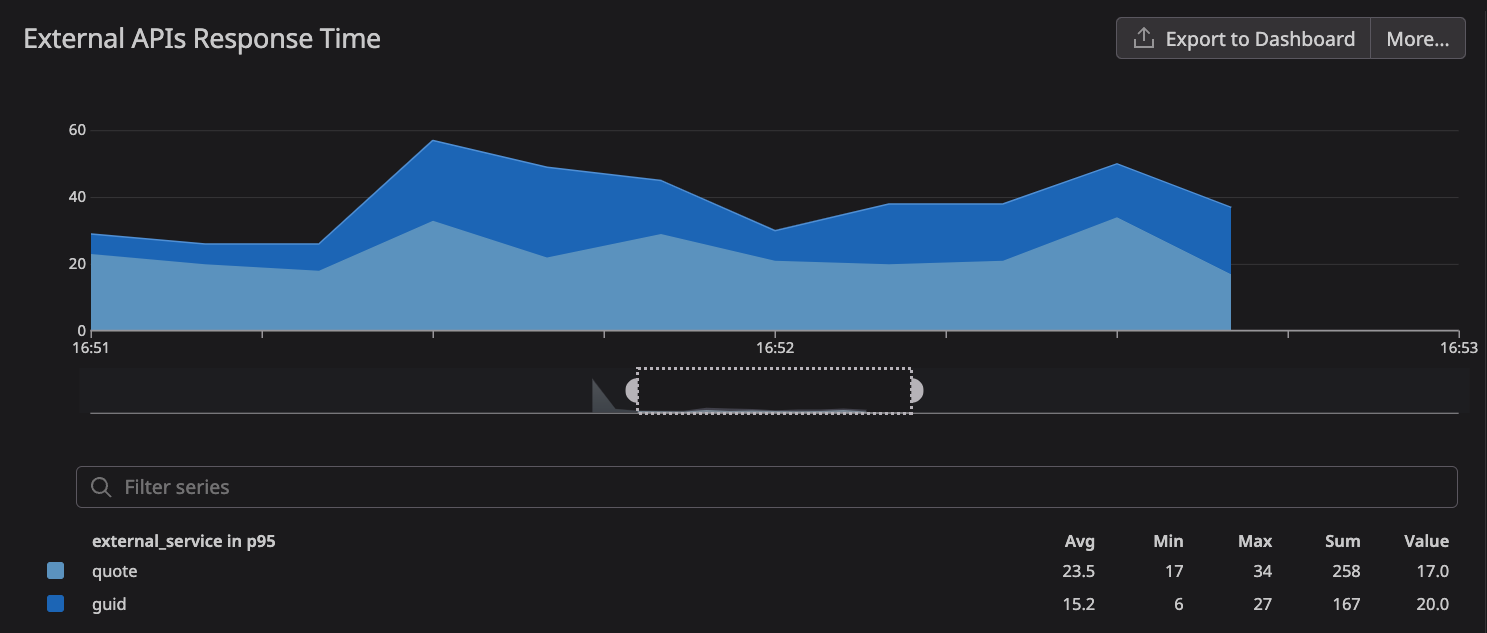 External APIs Response Time
Export to Dashboard More...
60
40
20
0
16:51 16:52 16:53
Filter series
external_service in p95 Avg Min Max Sum Value
quote 23.5 17 34 258 17.0
guid 15.2 6 27 167 20.0